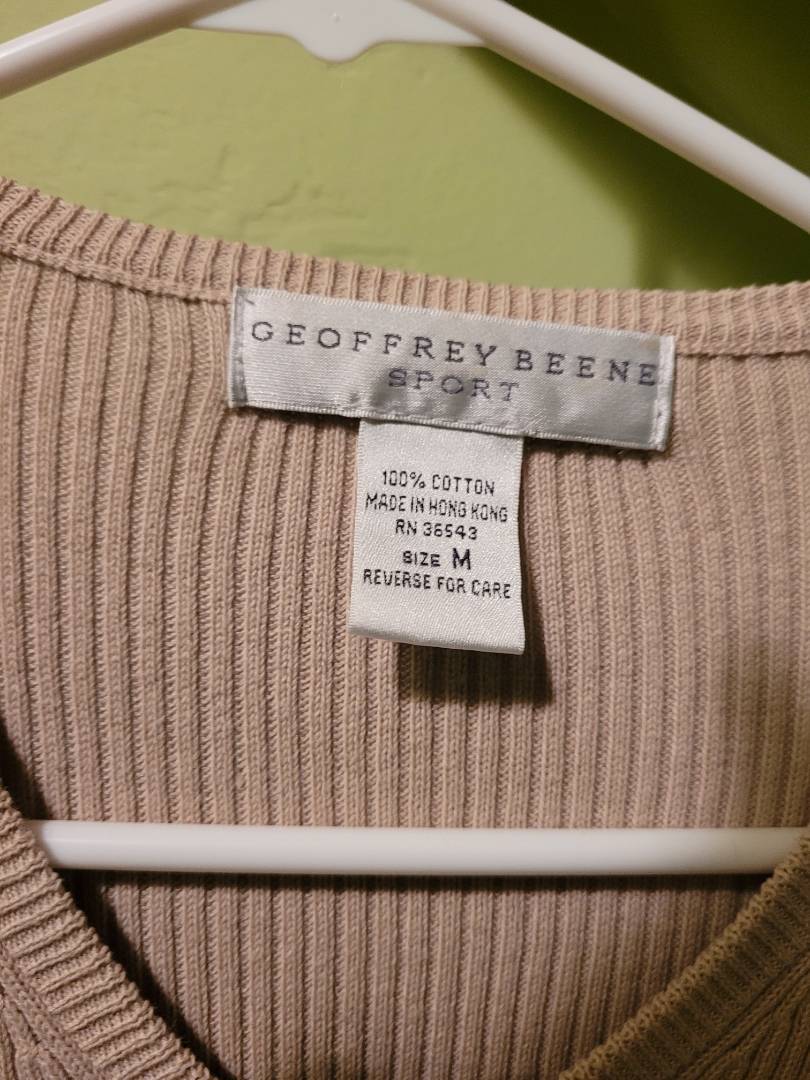 GEOFFREY BEENE
SPORT
100% COTTON
MADE IN HONG KONG
RN 36543
SIZE M
REVERSE FOR CARE